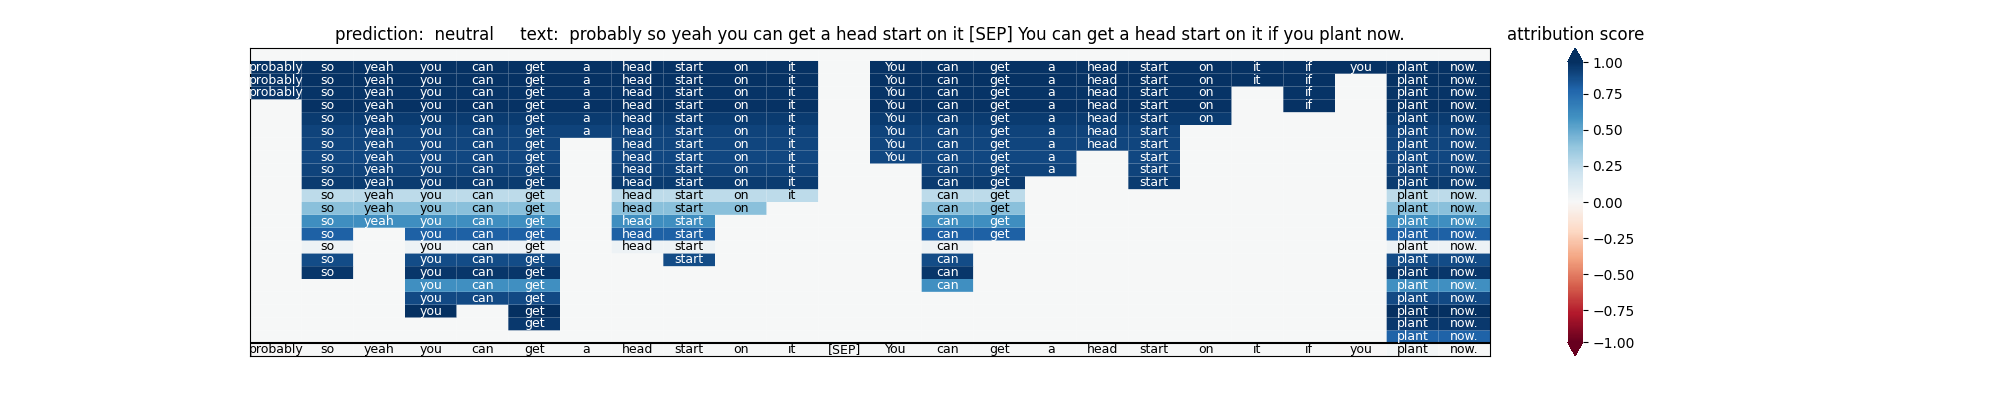 prediction: neutral text: probably so yeah you can get a head start on it [SEP] You can get a head start on it if you plant now.
attribution score
probably so yeah you can get a head start on it You can get a head start on it if you plant now.
probably so yeah you can get a head start on it You can get a head start on it if plant now.
probably so yeah you can get a head start on it You can get a head start on if plant now.
so yeah you can get a head start on it You can get a head start on if plant now.
so yeah you can get a head start on it You can get a head start on plant now.
so yeah you can get a head start on it You can get a head start plant now.
so yeah you can get head start on it You can get a head start plant now.
so yeah you can get head start on it You can get a start plant now.
so yeah you can get head start on it can get a start plant now.
so yeah you can get head start on it can get start plant now.
so yeah you can get head start on it can get plant now.
so yeah you can get head start on can get plant now.
so yeah you can get head start can get plant now.
so you can get head start can get plant now.
so you can get head start can plant now.
so you can get start can plant now.
so you can get can plant now.
you can get can plant now.
you can get plant now.
you get plant now.
get plant now.
plant now.
probably so yeah you can get a head start on it [SEP] You can get a head start on it if you plant now.
1.00
0.75
0.50
0.25
0.00
−0.25
−0.50
−0.75
−1.00